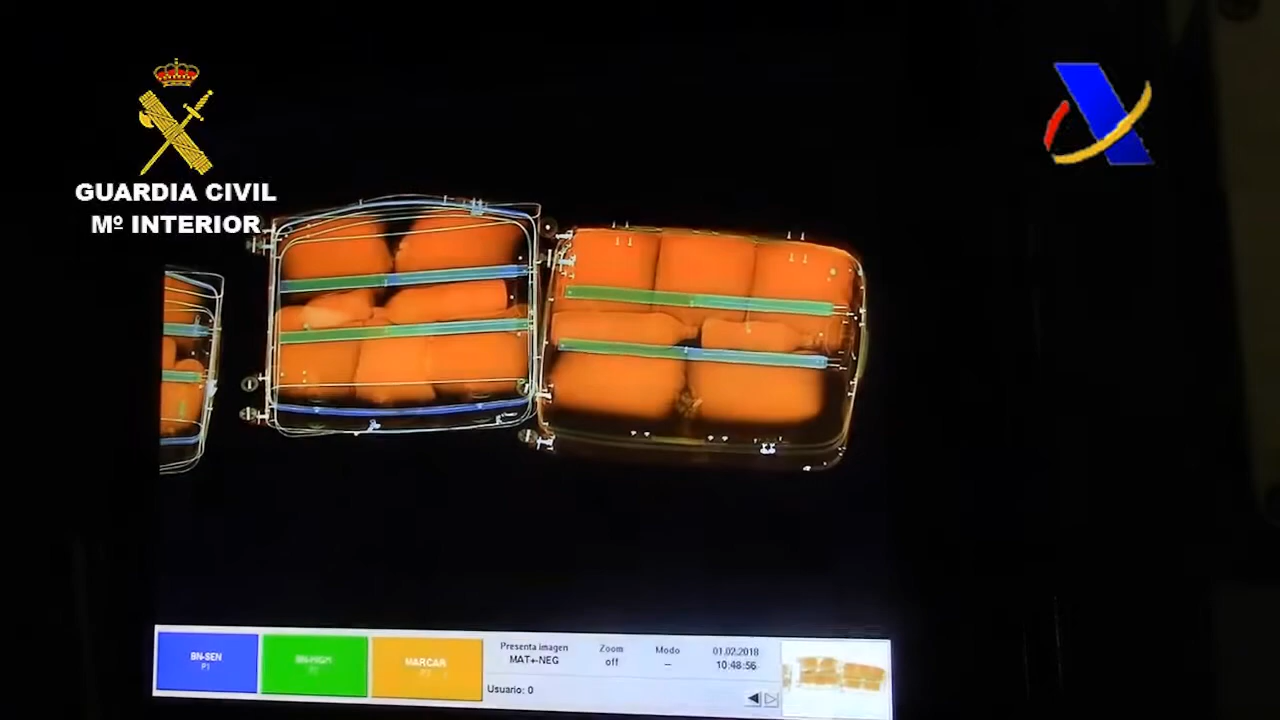 GUARDIA CIVIL
Mº INTERIOR
BN-SEN
P1
MARCAR
Presenta imagen
MAT+-NEG
Zoom
off
Modo
–
01.02.2018
10:48:56
Usuario: 0